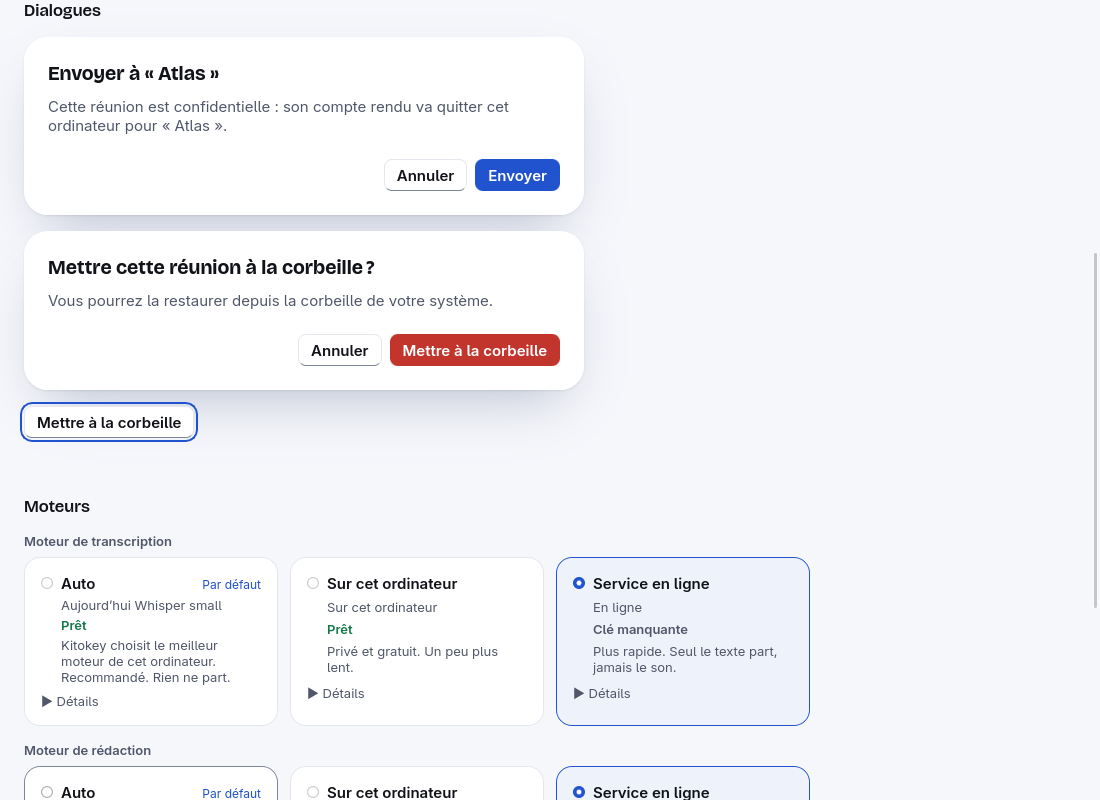 Dialogues
Envoyer à « Atlas »
Cette réunion est confidentielle : son compte rendu va quitter cet
ordinateur pour « Atlas ».
Annuler
Envoyer
Mettre cette réunion à la corbeille ?
Vous pourrez la restaurer depuis la corbeille de votre système.
Annuler
Mettre à la corbeille
Mettre à la corbeille
Moteurs
Moteur de transcription
Auto
Par défaut
Aujourd’hui Whisper small
Prêt
Kitokey choisit le meilleur
moteur de cet ordinateur.
Recommandé. Rien ne part.
Détails
Sur cet ordinateur
Sur cet ordinateur
Prêt
Privé et gratuit. Un peu plus
lent.
Détails
Service en ligne
En ligne
Clé manquante
Plus rapide. Seul le texte part,
jamais le son.
Détails
Moteur de rédaction
Auto
Par défaut
Sur cet ordinateur
Service en ligne